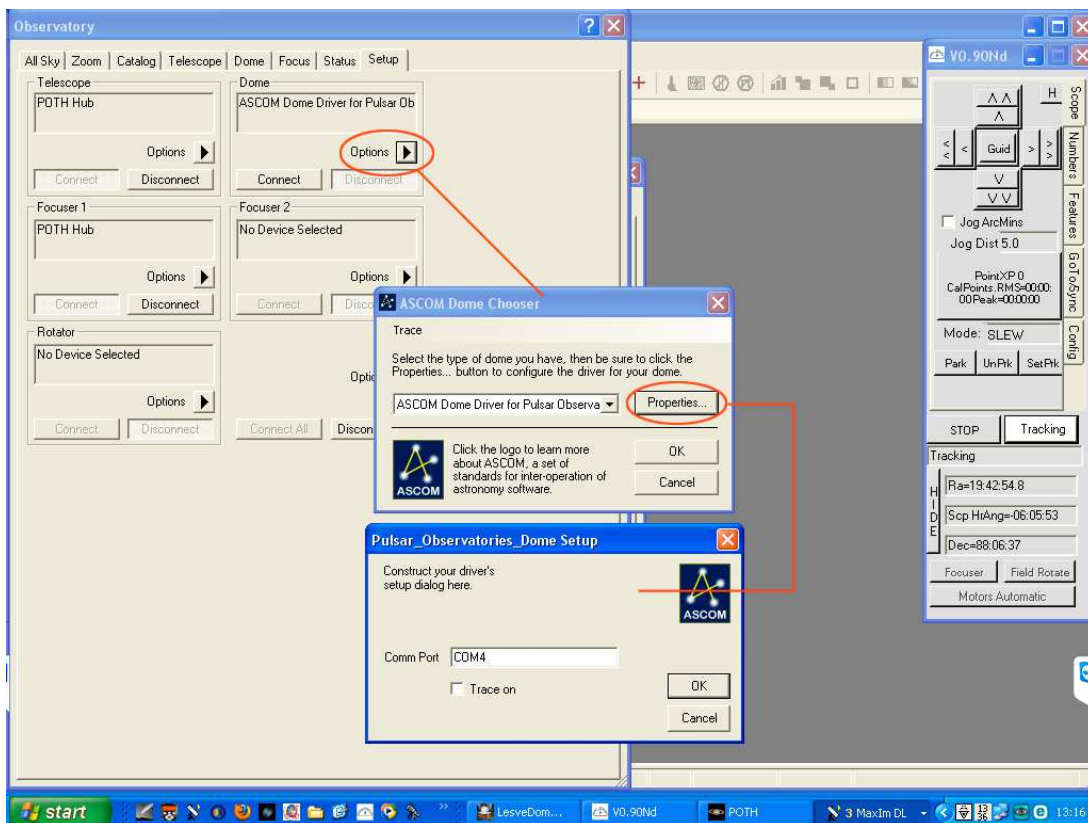 Observatory
All Sky
Zoom
Catalog
Telescope
Dome
Focus
Status
Setup
Telescope
POTH Hub
Options
Connect
Disconnect
Dome
ASCOM Dome Driver for Pulsar Ob
Options
Connect
Disconnect
Focuser 1
POTH Hub
Options
Connect
Disconnect
Focuser 2
No Device Selected
Options
Connect
Disco
Rotator
No Device Selected
Options
Connect
Disconnect
Optio
Connect All
Discon
ASCOM Dome Chooser
Trace
Select the type of dome you have, then be sure to click the
Properties... button to configure the driver for your dome.
ASCOM Dome Driver for Pulsar Observa
Properties...
Click the logo to learn more
about ASCOM, a set of
standards for inter-operation of
astronomy software.
ASCOM
OK
Cancel
Pulsar_Observatories_Dome Setup
Construct your driver's
setup dialog here.
ASCOM
Comm Port
COM4
Trace on
OK
Cancel
V0.90Nd
H
Guid
Jog ArcMins
Jog Dist 5.0
PointXP 0
CalPoints.RMS=00:00:
00 Peak=00:00:00
Mode: SLEW
Park
UnPrk
SetPrk
Scope
Numbers
Features
GoToSync
Config
STOP
Tracking
Tracking
HIDE
Ra=19:42:54.8
Scp HrAng=-06:05:53
Dec=88:06:37
Focuser
Field Rotate
Motors Automatic
start
LesveDom...
V0.90Nd
POTH
3 MaxIm DL
13:16